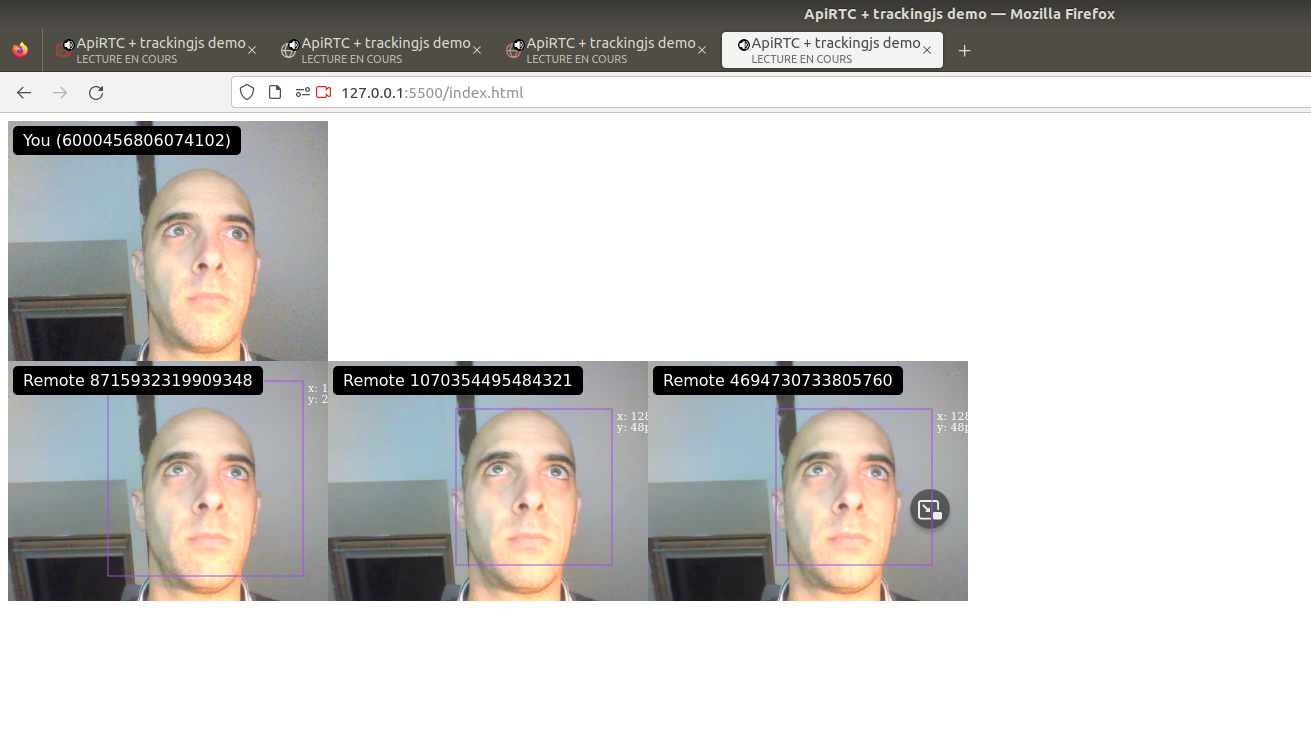 ApiRTC + trackingjs demo — Mozilla Firefox
ApiRTC + trackingjs demo
LECTURE EN COURS
ApiRTC + trackingjs demo
LECTURE EN COURS
ApiRTC + trackingjs demo
LECTURE EN COURS
ApiRTC + trackingjs demo
LECTURE EN COURS
127.0.0.1:5500/index.html
You (6000456806074102)
Remote 8715932319909348
x: 1
y: 2
Remote 1070354495484321
x: 128
y: 48p
Remote 4694730733805760
x: 128
y: 48p